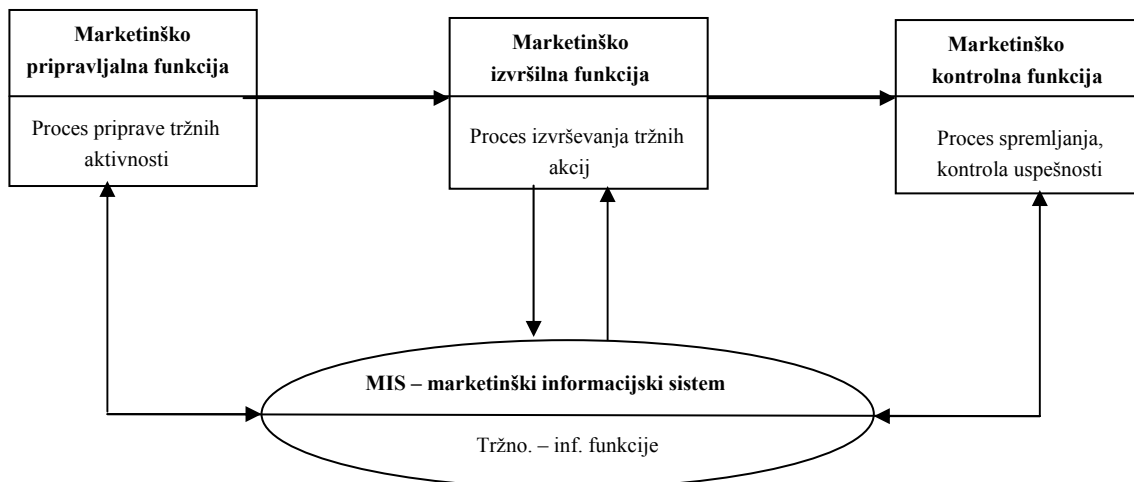 Marketinško
pripravljalna funkcija
Proces priprave tržnih
aktivnosti
Marketinško
izvršilna funkcija
Proces izvrševanja tržnih
akcij
Marketinško
kontrolna funkcija
Proces spremljanja,
kontrola uspešnosti
MIS – marketinški informacijski sistem
Tržno. – inf. funkcije